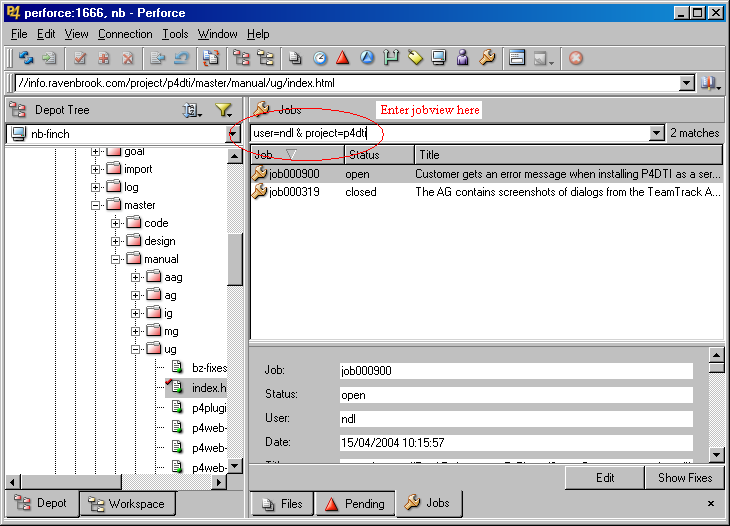 perforce:1666, nb - Perforce
File Edit View Connection Tools Window Help
//info.ravenbrook.com/project/p4dti/master/manual/ug/index.html
Depot Tree
nb-finch
goal
import
log
master
code
design
manual
aag
ag
ig
mg
ug
bz-fixes
index.h
p4plugi
p4web-
p4web-
p4web-
Depot Workspace
Jobs Enter jobview here
user=ndl & project=p4dti 2 matches
Job Status Title
job000900 open Customer gets an error message when installing P4DTI as a ser...
job000319 closed The AG contains screenshots of dialogs from the TeamTrack A...
Job: job000900
Status: open
User: ndl
Date: 15/04/2004 10:15:57
Edit Show Fixes
Files Pending Jobs